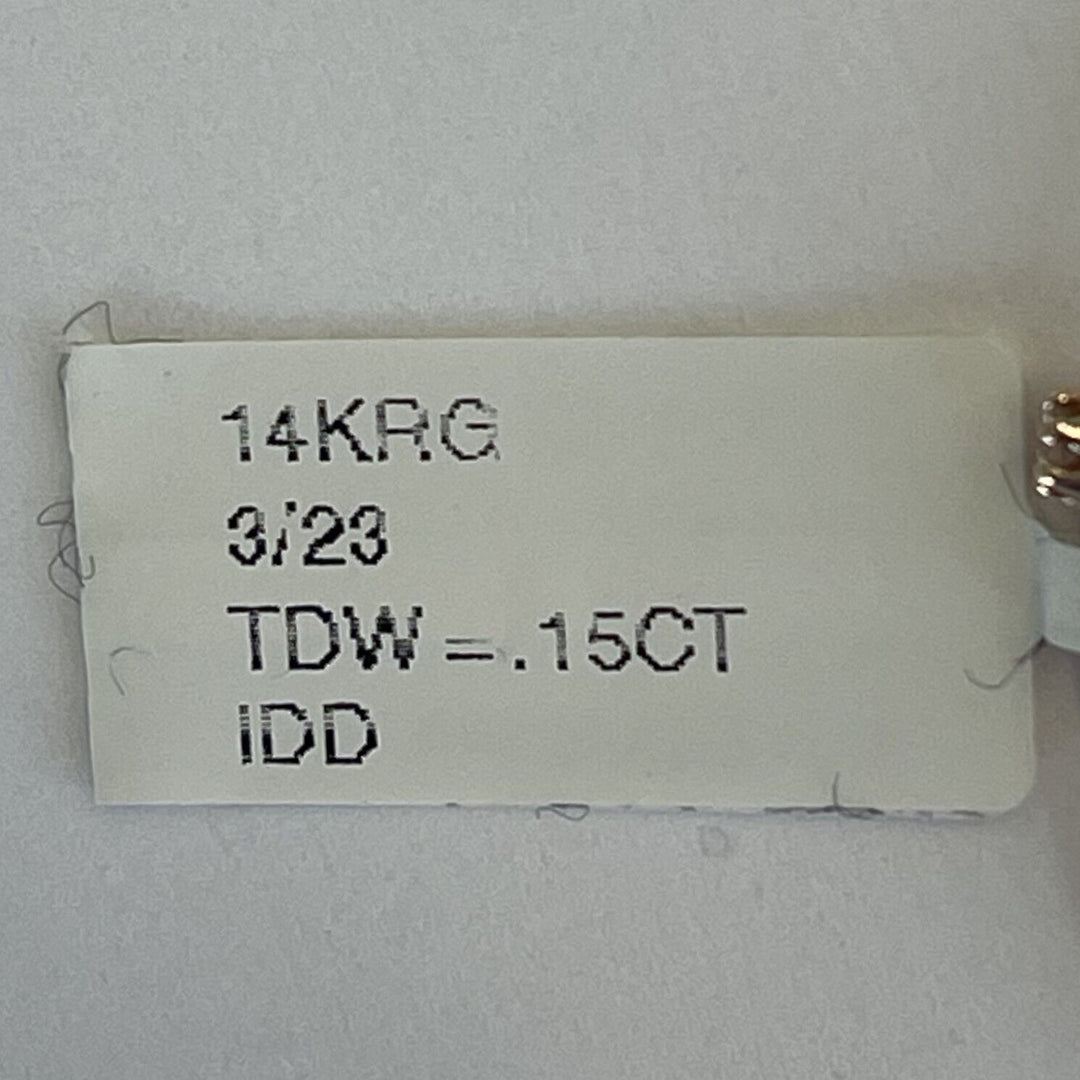 14KRG
3/23
TDW=.15CT
IDD